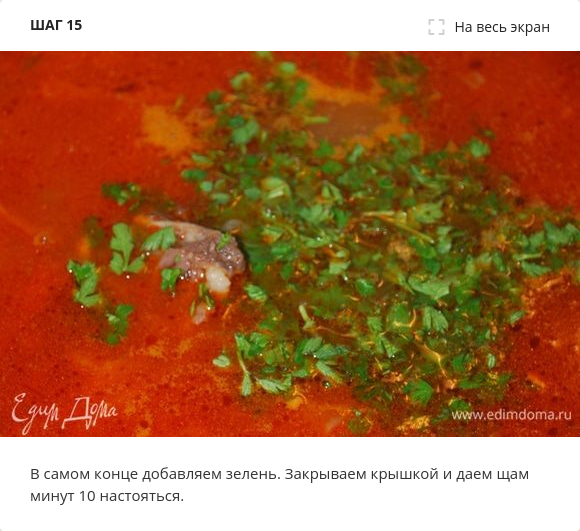 ШАГ 15
На весь экран
Едим Дома
www.edimdoma.ru
В самом конце добавляем зелень. Закрываем крышкой и даем щам
минут 10 настояться.